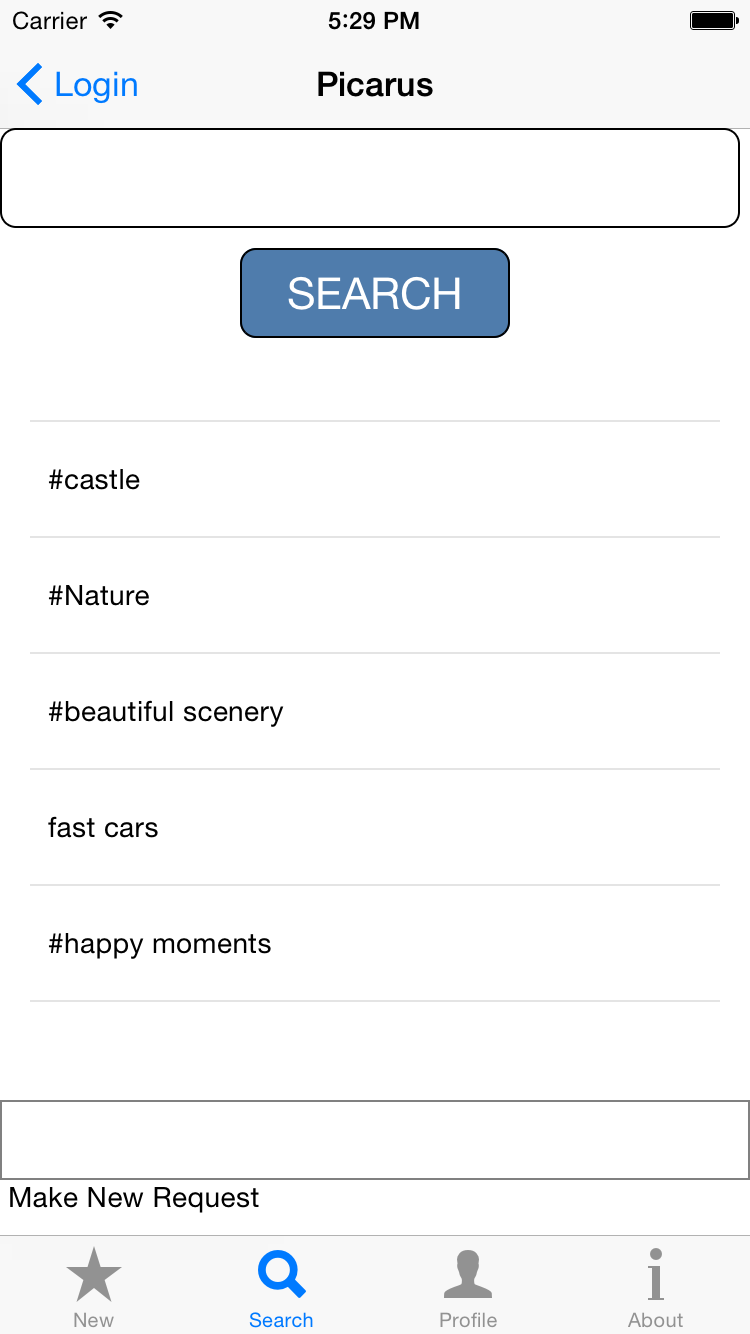 Carrier 5:29 PM
Login Picarus
SEARCH
#castle
#Nature
#beautiful scenery
fast cars
#happy moments
Make New Request
New Search Profile About